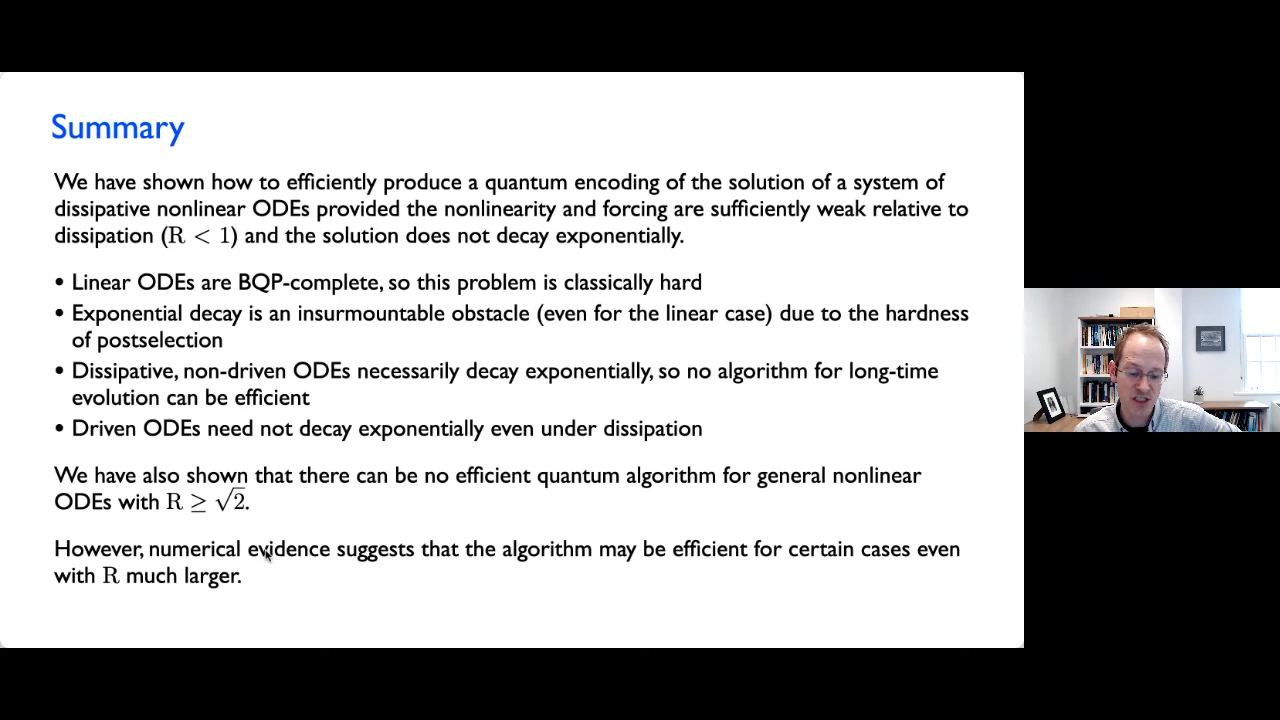 Summary
We have shown how to efficiently produce a quantum encoding of the solution of a system of
dissipative nonlinear ODEs provided the nonlinearity and forcing are sufficiently weak relative to
dissipation (R < 1) and the solution does not decay exponentially.
• Linear ODEs are BQP-complete, so this problem is classically hard
• Exponential decay is an insurmountable obstacle (even for the linear case) due to the hardness
of postselection
• Dissipative, non-driven ODEs necessarily decay exponentially, so no algorithm for long-time
evolution can be efficient
• Driven ODEs need not decay exponentially even under dissipation
We have also shown that there can be no efficient quantum algorithm for general nonlinear
ODEs with R ≥ √2.
However, numerical evidence suggests that the algorithm may be efficient for certain cases even
with R much larger.